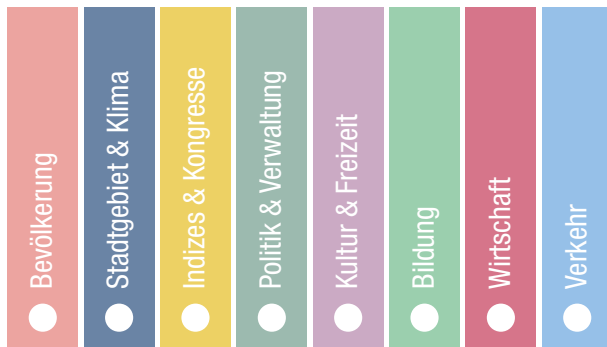 Bevölkerung
Stadtgebiet & Klima
Indizes & Kongresse
Politik & Verwaltung
Kultur & Freizeit
Bildung
Wirtschaft
Verkehr